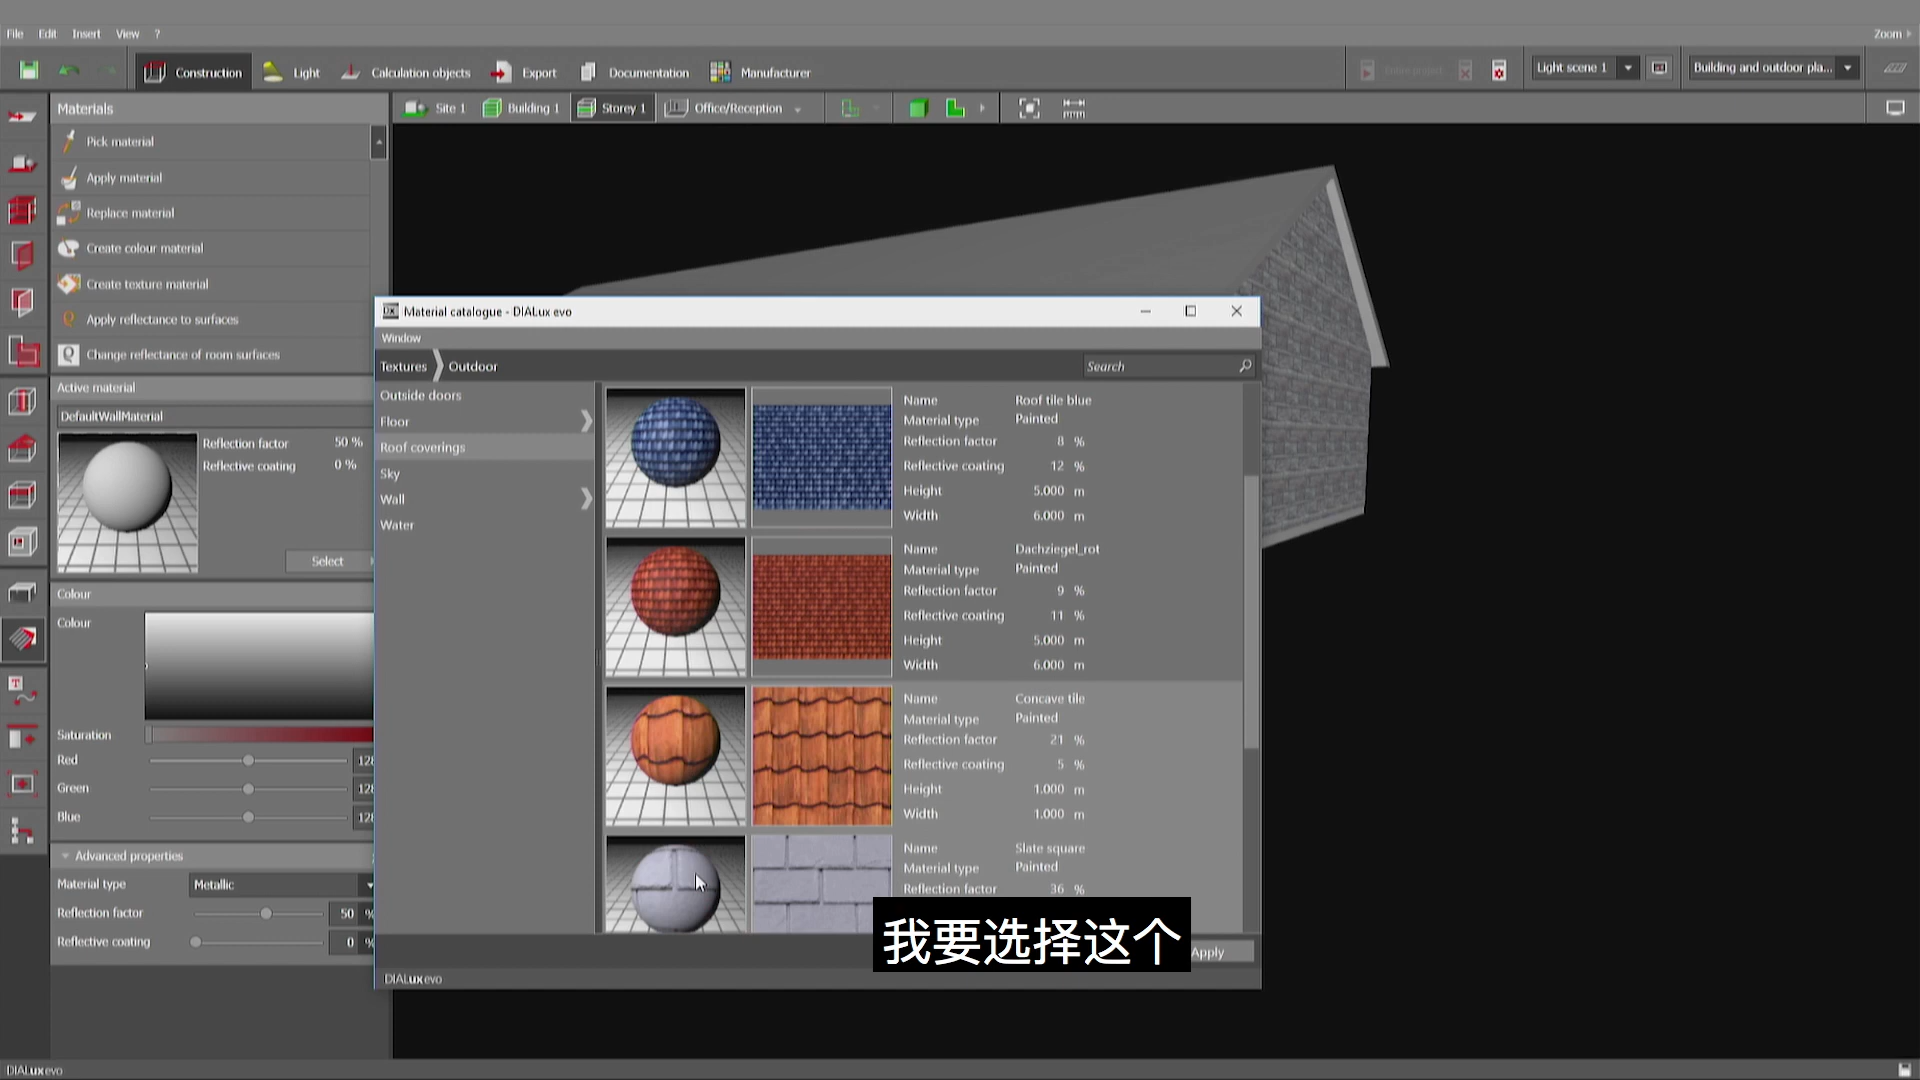 File Edit Insert View ?
Zoom
Construction Light Calculation objects Export Documentation Manufacturer
Light scene 1 Building and outdoor pla...
Materials
Site 1 Building 1 Storey 1 Office/Reception
Pick material
Apply material
Replace material
Create colour material
Create texture material
Apply reflectance to surfaces
Change reflectance of room surfaces
Active material
DefaultWallMaterial
Reflection factor 50 %
Reflective coating 0 %
Select
Colour
Colour
Saturation
Red 128
Green 128
Blue 128
Advanced properties
Material type Metallic
Reflection factor 50 %
Reflective coating 0 %
Material catalogue - DIALux evo
Window
Textures Outdoor
Search
Outside doors
Floor
Roof coverings
Sky
Wall
Water
Name Roof tile blue
Material type Painted
Reflection factor 8 %
Reflective coating 12 %
Height 5.000 m
Width 6.000 m
Name Dachziegel_rot
Material type Painted
Reflection factor 9 %
Reflective coating 11 %
Height 5.000 m
Width 6.000 m
Name Concave tile
Material type Painted
Reflection factor 21 %
Reflective coating 5 %
Height 1.000 m
Width 1.000 m
Name Slate square
Material type Painted
Reflection factor 36 %
我要选择这个
Apply
DIALux evo
DIALux evo